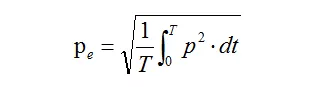 pₑ = √(1/T ∫₀ᵀ p² · dt)